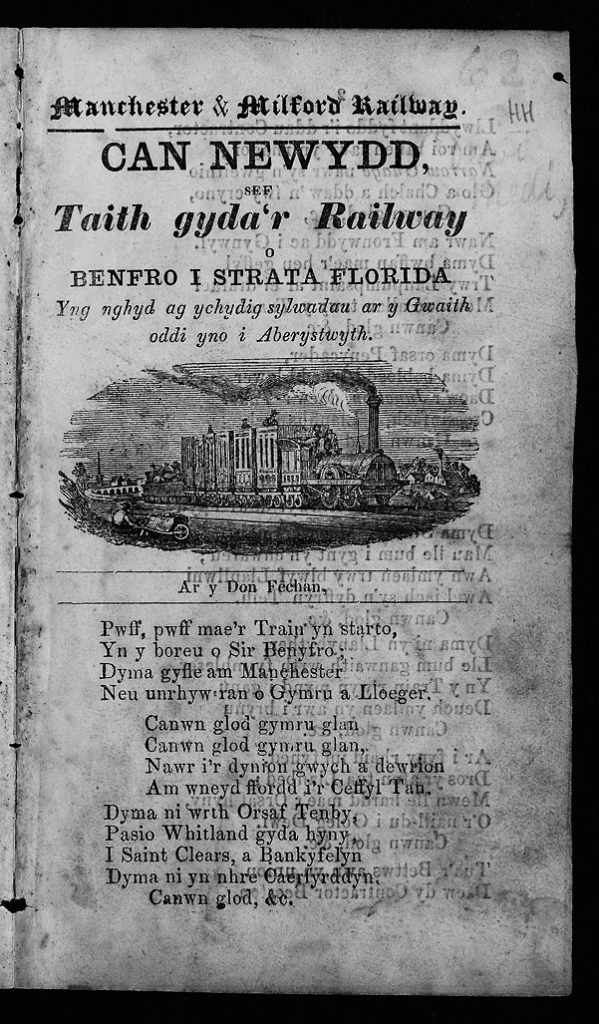 Manchester & Milford Railway.
HH
CAN NEWYDD,
SEF
Taith gyda'r Railway
O
BENFRO I STRATA FLORIDA
Yng nghyd ag ychydig sylwadau ar y Gwaith
oddi yno i Aberystwyth.
Ar y Don Fechan,
Pwff, pwff mae'r Train yn starto,
Yn y boreu o Sir Benfro;
Dyma gyfle am Manchester
Neu unrhyw ran o Gymru a Lloeger.
Canwn glod gymru glan
Canwn glod gymru glan,
Nawr i'r dynion gwych a dewrion
Am wneyd ffordd i'r Ceffyl Tan.
Dyma ni wrth Orsaf Tenby,
Pasio Whitland gyda hyny,
I Saint Clears, a Bankyfelyn
Dyma ni yn nhre Caerfyrddyn.
Canwn glod, &c.